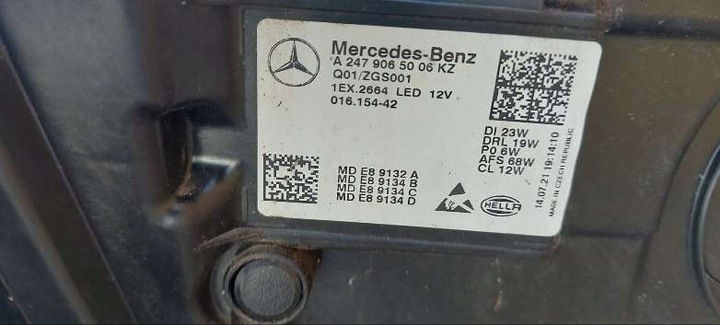 Mercedes-Benz
A 247 906 50 06 KZ
Q01/ZGS001
1EX.2664 LED 12V
016.154-42
DI 23W
DRL 19W
PO 6W
AFS 68W
CL 12W
MD E8 9132 A
MD E8 9134 B
MD E8 9134 C
MD E8 9134 D
HELLA
14.07.21 19:14:10
MADE IN CZECH REPUBLIC